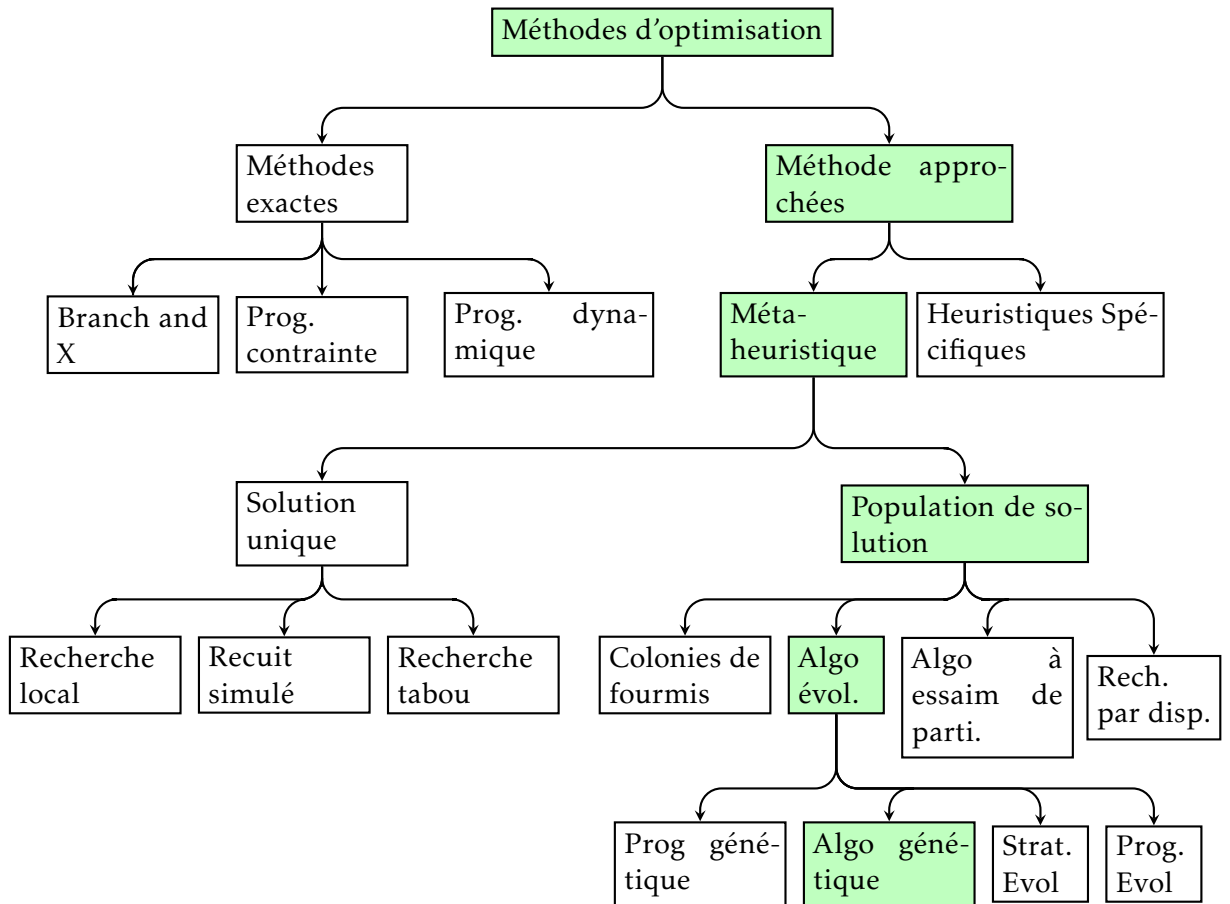 Méthodes d'optimisation
Méthodes
exactes
Méthode appro-
chées
Branch and
X
Prog.
contrainte
Prog. dyna-
mique
Méta-
heuristique
Heuristiques Spé-
cifiques
Solution
unique
Population de so-
lution
Recherche
local
Recuit
simulé
Recherche
tabou
Colonies de
fourmis
Algo
évol.
Algo à
essaim de
parti.
Rech.
par disp.
Prog géné-
tique
Algo géné-
tique
Strat.
Evol
Prog.
Evol